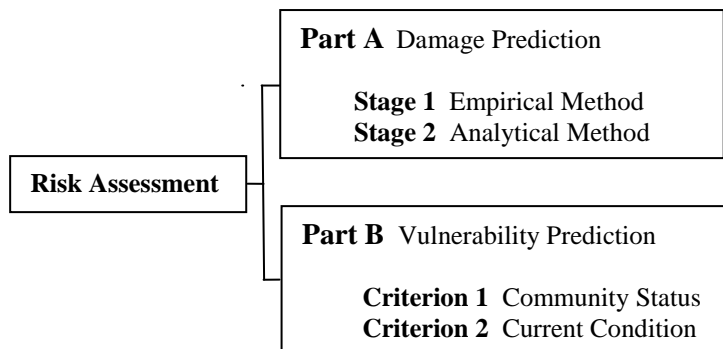 Part A Damage Prediction
Stage 1 Empirical Method
Stage 2 Analytical Method
Risk Assessment
Part B Vulnerability Prediction
Criterion 1 Community Status
Criterion 2 Current Condition